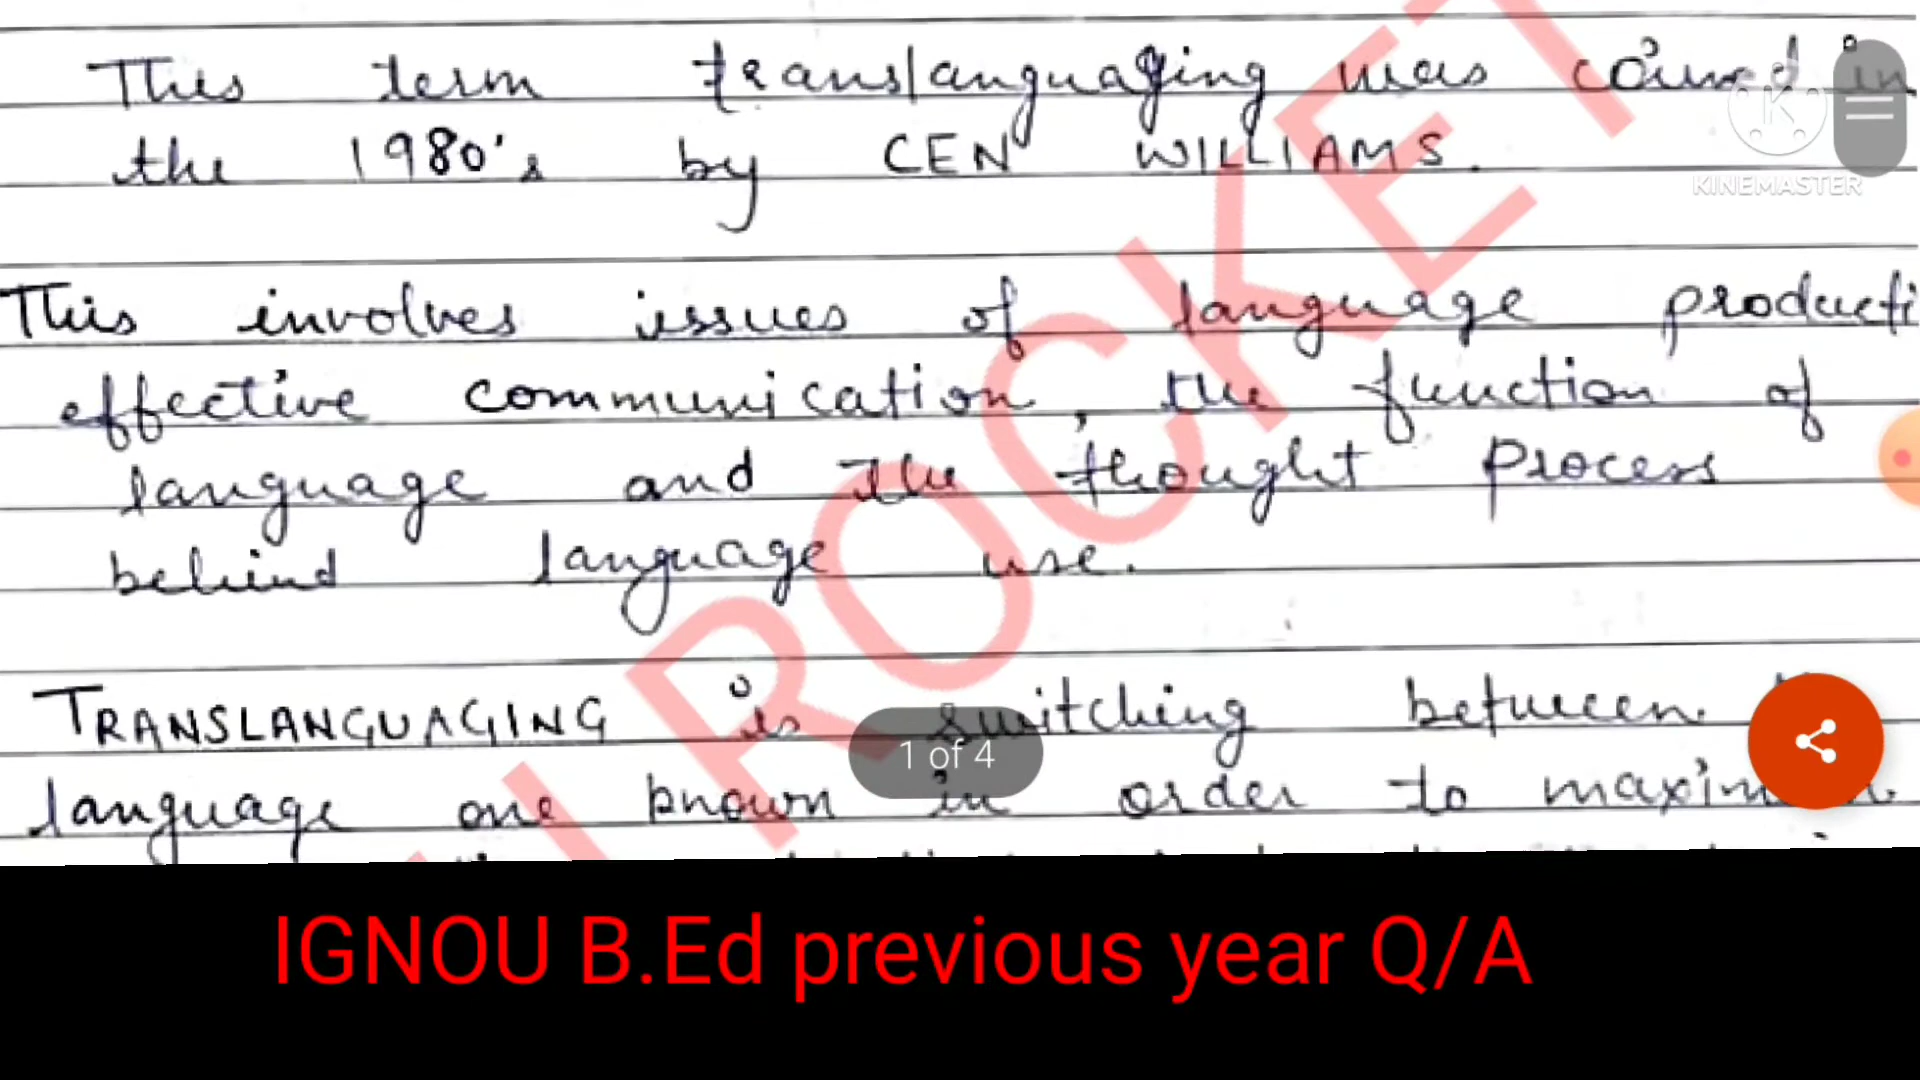 This term translanguaging was coined in
the 1980's by CEN WILLIAMS.
KINEMASTER
This involves issues of language producti
effective communication, the function of
language and the thought process
behind language use.
TRANSLANGUAGING is switching between
1 of 4
language one known in order to maxim
ROCKET
IGNOU B.Ed previous year Q/A